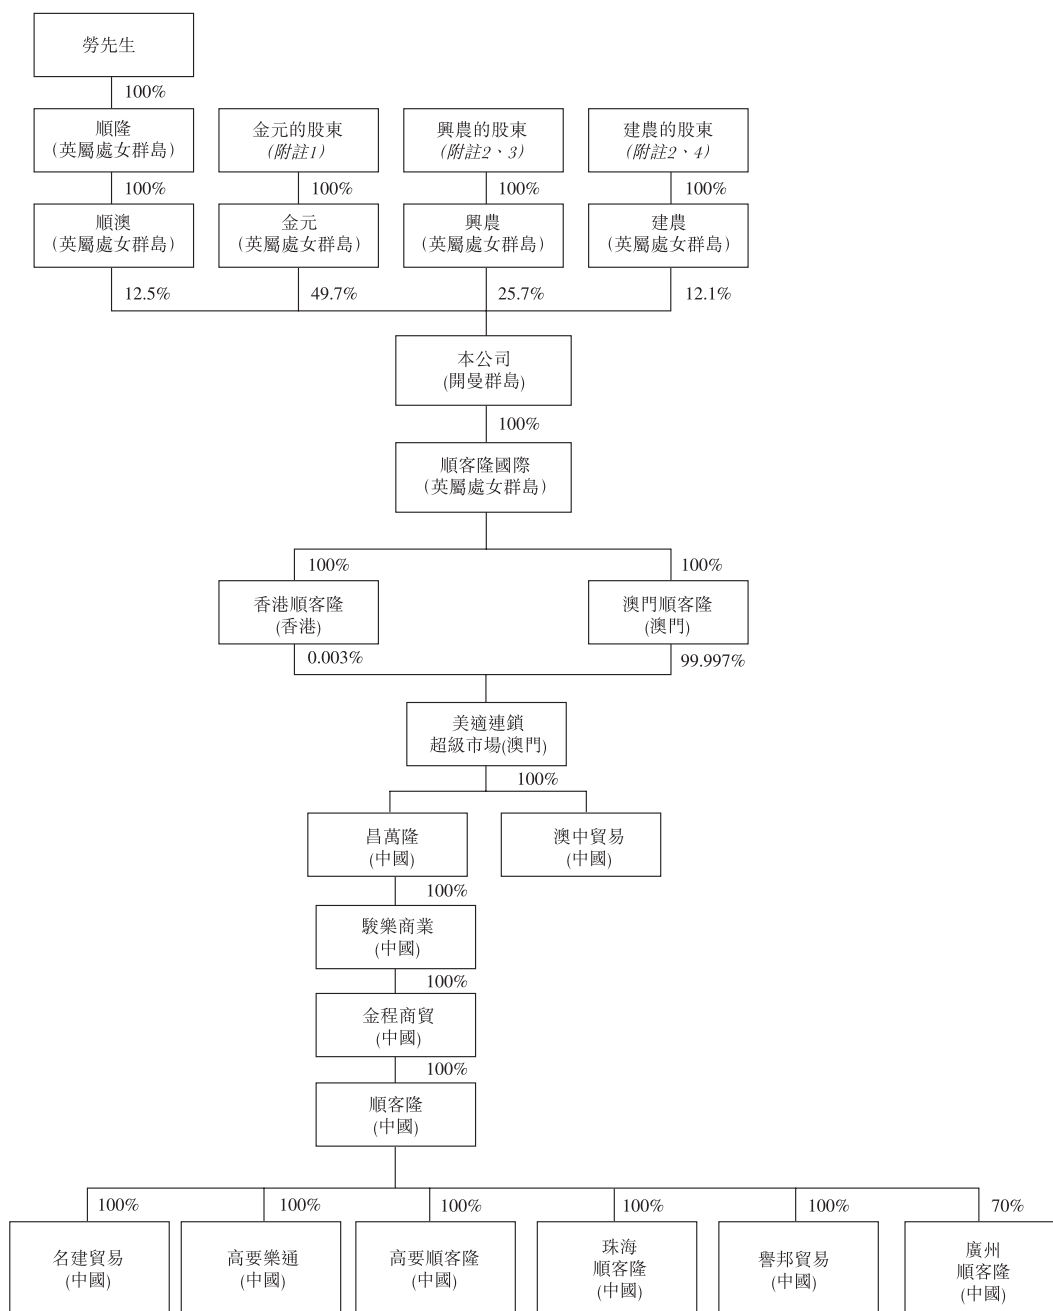 勞先生
100%
順隆
（英屬處女群島）
金元的股東
(附註1)
興農的股東
(附註2、3)
建農的股東
(附註2、4)
100%
100%
100%
100%
順澳
（英屬處女群島）
金元
(英屬處女群島）
興農
(英屬處女群島）
建農
(英屬處女群島）
12.5%
49.7%
25.7%
12.1%
本公司
(開曼群島)
100%
順客隆國際
（英屬處女群島）
100%
100%
香港順客隆
(香港)
澳門順客隆
(澳門)
0.003%
99.997%
美適連鎖
超級市場(澳門)
100%
昌萬隆
(中國)
澳中貿易
(中國)
100%
駿樂商業
(中國)
100%
金程商貿
(中國)
100%
順客隆
(中國)
100%
100%
100%
100%
100%
70%
名建貿易
(中國)
高要樂通
(中國)
高要順客隆
(中國)
珠海
順客隆
(中國)
譽邦貿易
(中國)
廣州
順客隆
(中國)